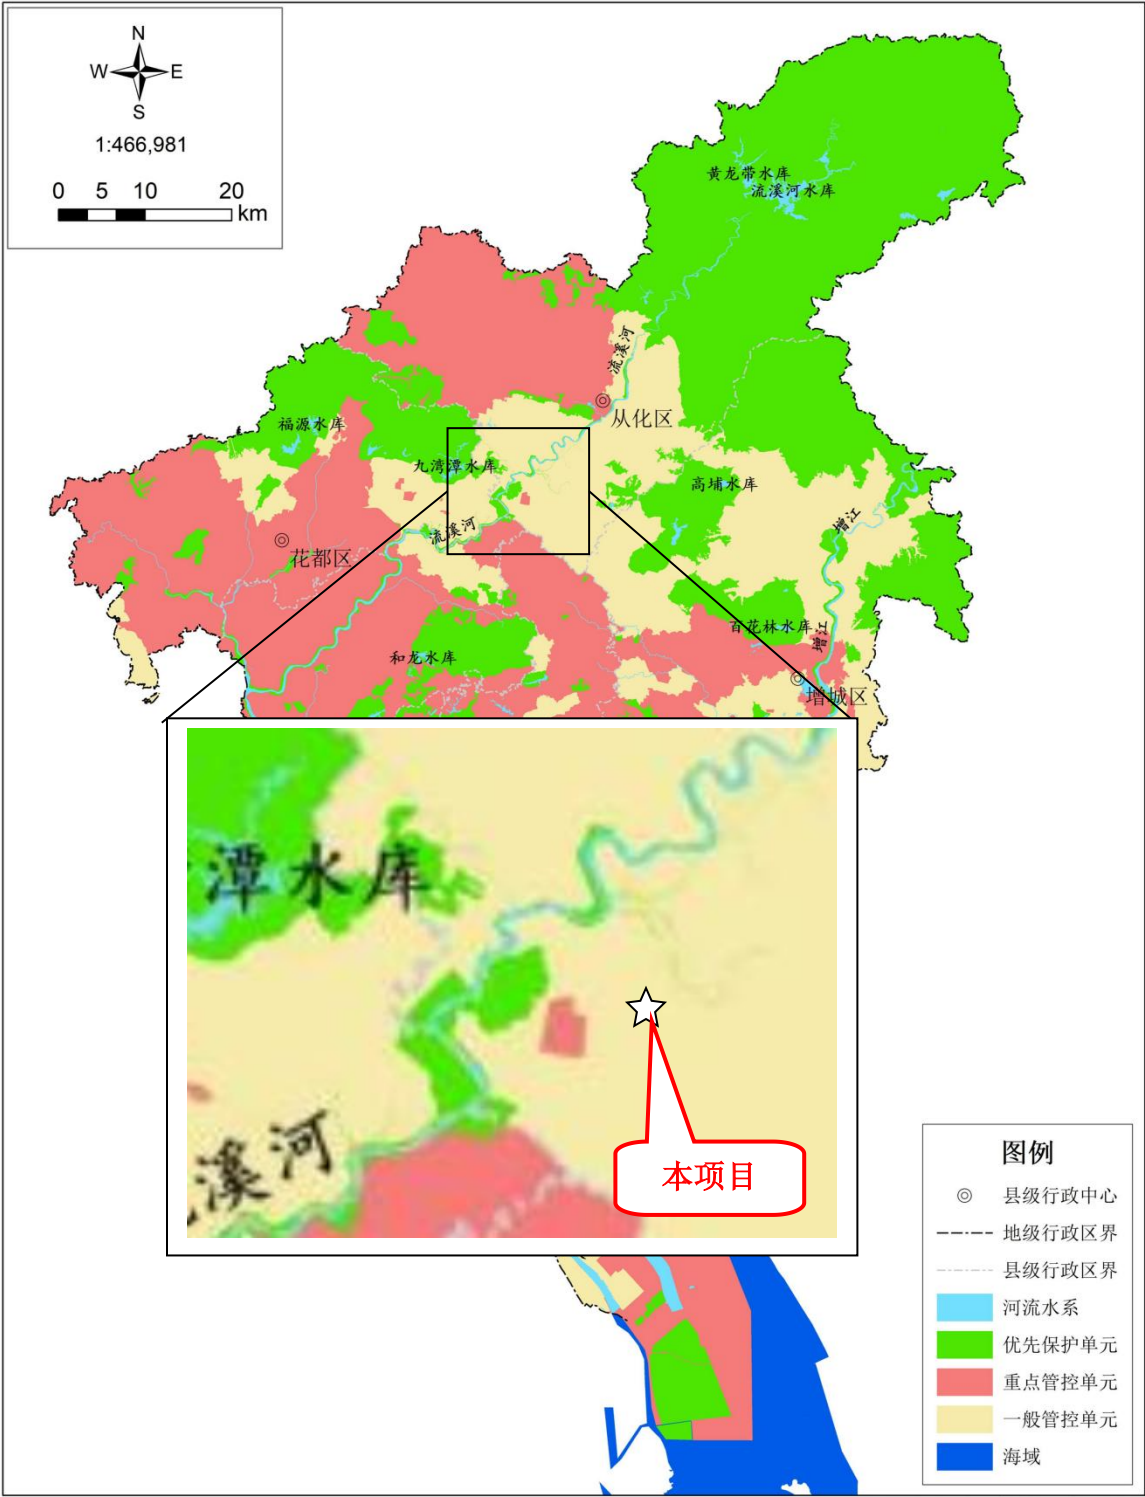 N
W E
S
1:466,981
0 5 10 20
km
黄龙带水库
流溪河水库
流溪河
从化区
福源水库
九湾潭水库
高埔水库
增江
流溪河
花都区
百花林水库
增江
和龙水库
增城区
潭水库
溪河
本项目
图例
县级行政中心
地级行政区界
县级行政区界
河流水系
优先保护单元
重点管控单元
一般管控单元
海域